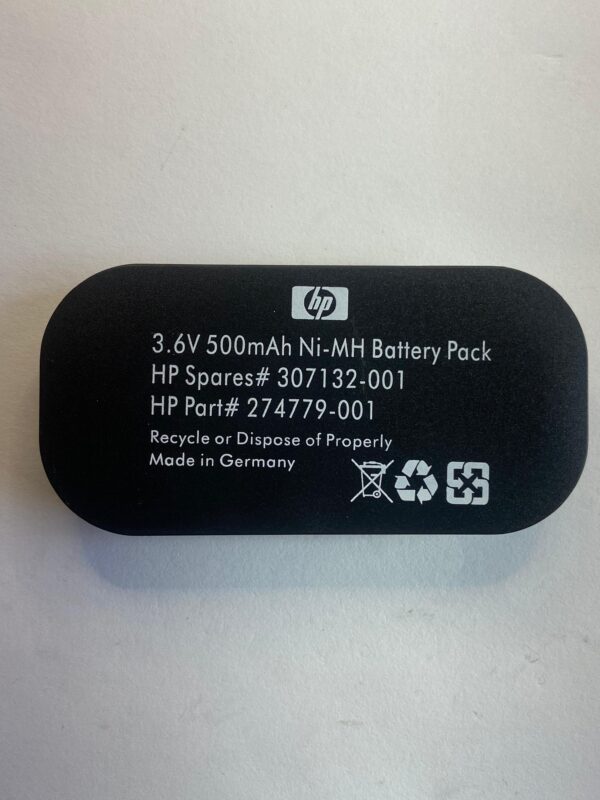 hp
3.6V 500mAh Ni-MH Battery Pack
HP Spares# 307132-001
HP Part# 274779-001
Recycle or Dispose of Properly
Made in Germany